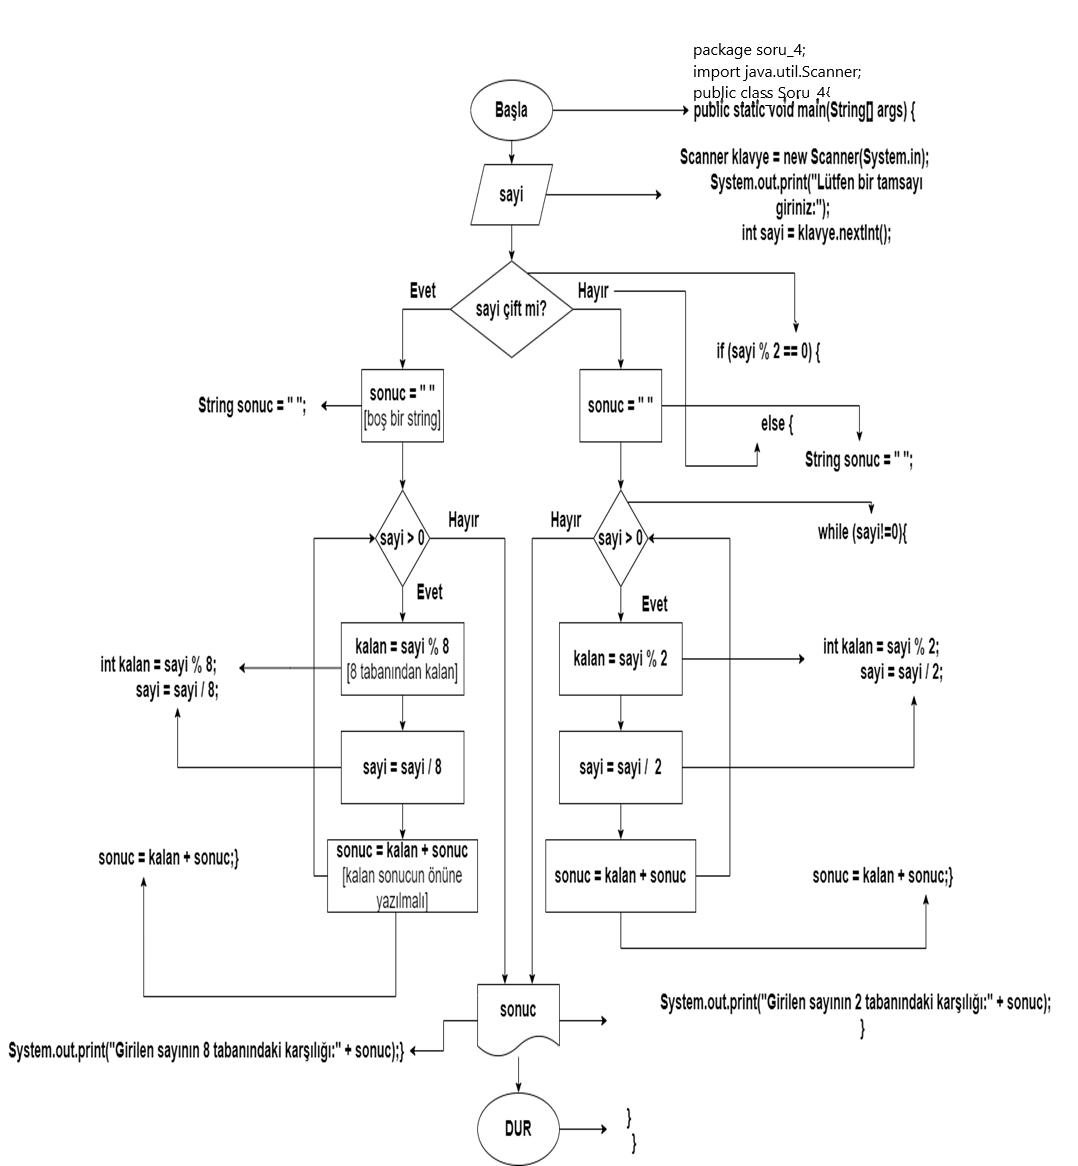 package soru_4;
import java.util.Scanner;
public class Soru_4{
Başla
public static void main(String[] args) {
Scanner klavye = new Scanner(System.in);
sayi
System.out.print("Lütfen bir tamsayı
giriniz:");
int sayi = klavye.nextInt();
Evet
sayi çift mi?
Hayır
if (sayi % 2 == 0) {
String sonuc = " ";
sonuc = " "
[boş bir string]
sonuc = " "
else {
String sonuc = " ";
Hayır
Hayır
sayi > 0
sayi > 0
while (sayi!=0){
Evet
Evet
int kalan = sayi % 8;
sayi = sayi / 8;
kalan = sayi % 8
[8 tabanından kalan]
kalan = sayi % 2
int kalan = sayi % 2;
sayi = sayi / 2;
sayi = sayi / 8
sayi = sayi /  2
sonuc = kalan + sonuc;}
sonuc = kalan + sonuc
[kalan sonucun önüne
yazılmalı]
sonuc = kalan + sonuc
sonuc = kalan + sonuc;}
sonuc
System.out.print("Girilen sayının 2 tabanındaki karşılığı:" + sonuc);
}
System.out.print("Girilen sayının 8 tabanındaki karşılığı:" + sonuc);}
DUR
}
}